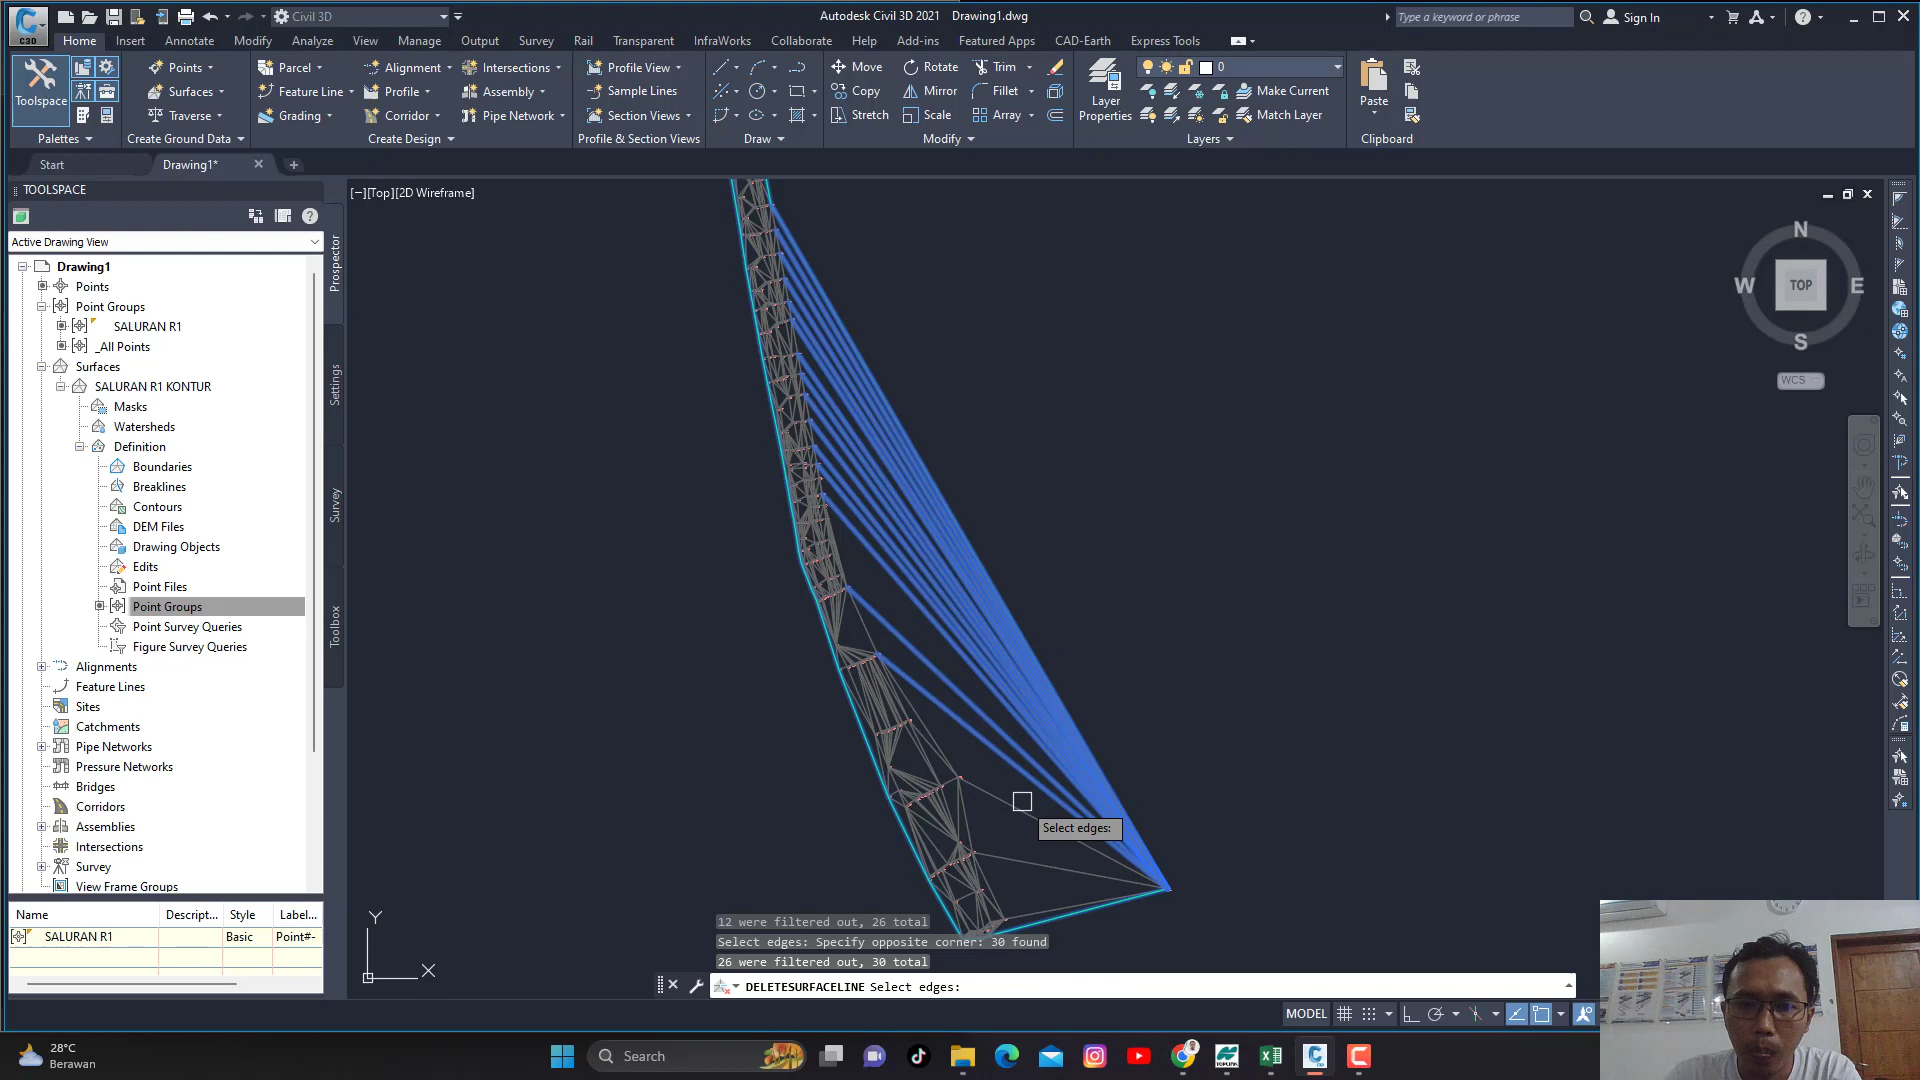 C3D
Civil 3D
Autodesk Civil 3D 2021 Drawing1.dwg
Type a keyword or phrase
Sign In
Home Insert Annotate Modify Analyze View Manage Output Survey Rail Transparent InfraWorks Collaborate Help Add-ins Featured Apps CAD-Earth Express Tools
Toolspace
Points
Surfaces
Traverse
Parcel
Feature Line
Grading
Alignment
Profile
Corridor
Intersections
Assembly
Pipe Network
Profile View
Sample Lines
Section Views
Move
Copy
Stretch
Rotate
Mirror
Scale
Trim
Fillet
Array
Layer
Properties
0
Make Current
Match Layer
Paste
Palettes
Create Ground Data
Create Design
Profile & Section Views
Draw
Modify
Layers
Clipboard
Start
Drawing1*
TOOLSPACE
Active Drawing View
Drawing1
Points
Point Groups
SALURAN R1
_All Points
Surfaces
SALURAN R1 KONTUR
Masks
Watersheds
Definition
Boundaries
Breaklines
Contours
DEM Files
Drawing Objects
Edits
Point Files
Point Groups
Point Survey Queries
Figure Survey Queries
Alignments
Feature Lines
Sites
Catchments
Pipe Networks
Pressure Networks
Bridges
Corridors
Assemblies
Intersections
Survey
View Frame Groups
Prospector
Settings
Survey
Toolbox
Name Descript... Style Label...
SALURAN R1 Basic Point#-
[−][Top][2D Wireframe]
N
W
TOP
E
S
WCS
Select edges:
Y
X
12 were filtered out, 26 total
Select edges: Specify opposite corner: 30 found
26 were filtered out, 30 total
DELETESURFACELINE Select edges:
MODEL
28°C
Berawan
Search